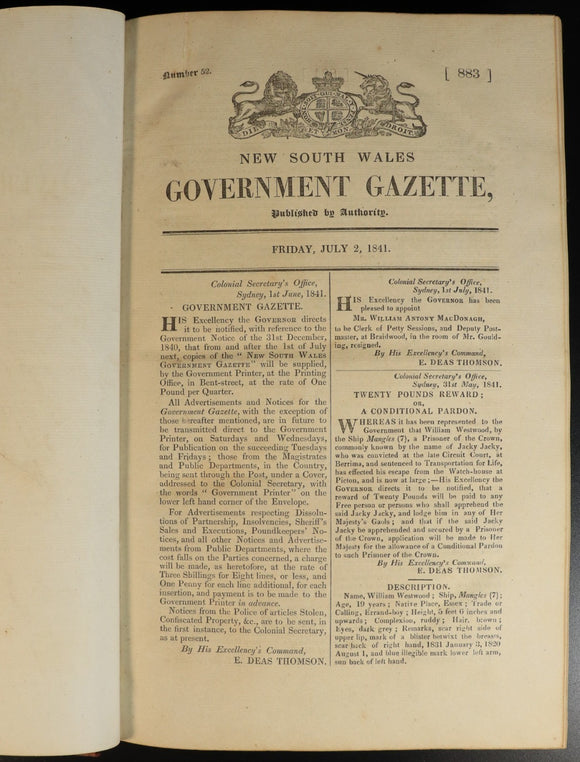 Number 52.
[ 883 ]
DIEU ET MON DROIT.
NEW SOUTH WALES
GOVERNMENT GAZETTE,
Published by Authority.
FRIDAY, JULY 2, 1841.
Colonial Secretary's Office,
Sydney, 1st June, 1841.
GOVERNMENT GAZETTE.
HIS Excellency the GOVERNOR directs
it to be notified, with reference to the
Government Notice of the 31st December,
1840, that from and after the 1st of July
next, copies of the "NEW SOUTH WALES
GOVERNMENT GAZETTE" will be supplied,
by the Government Printer, at the Printing
Office, in Bent-street, at the rate of One
Pound per Quarter.
All Advertisements and Notices for the
Government Gazette, with the exception of
those hereafter mentioned, are in future to
be transmitted direct to the Government
Printer, on Saturdays and Wednesdays,
for Publication on the succeeding Tuesdays
and Fridays; those from the Magistrates
and Public Departments, in the Country,
being sent through the Post, under a Cover,
addressed to the Colonial Secretary, with
the words "Government Printer" on the
lower left hand corner of the Envelope.
For Advertisements respecting Dissolu-
tions of Partnership, Insolvencies, Sheriff's
Sales and Executions, Poundkeepers' No-
tices, and all other Notices and Advertise-
ments from Public Departments, where the
cost falls on the Parties concerned, a charge
will be made, as heretofore, at the rate of
Three Shillings for Eight lines, or less, and
One Penny for each line additional, for each
insertion, and payment is to be made to the
Government Printer in advance.
Notices from the Police of articles Stolen,
Confiscated Property, &c., are to be sent, in
the first instance, to the Colonial Secretary,
as at present.
By His Excellency's Command,
E. DEAS THOMSON.
Colonial Secretary's Office,
Sydney, 1st July, 1841.
HIS Excellency the GOVERNOR has been
pleased to appoint
MR. WILLIAM ANTONY MACDONAGH,
to be Clerk of Petty Sessions, and Deputy Post-
master, at Braidwood, in the room of Mr. Gould-
ing, resigned.
By His Excellency's Command,
E. DEAS THOMSON.
Colonial Secretary's Office,
Sydney, 31st May, 1841.
TWENTY POUNDS REWARD;
OR,
A CONDITIONAL PARDON.
WHEREAS it has been represented to the
Government that William Westwood, by
the Ship Mangles (7), a Prisoner of the Crown,
commonly known by the name of Jacky Jacky,
who was convicted at the late Circuit Court, at
Berrima, and sentenced to Transportation for Life,
has effected his escape from the Watch-house at
Picton, and is now at large;—His Excellency the
GOVERNOR directs it to be notified, that a
reward of Twenty Pounds will be paid to any
Free person or persons who shall apprehend the
said Jacky Jacky, and lodge him in any of Her
Majesty's Gaols; and that if the said Jacky
Jacky be apprehended and secured by a Prisoner
of the Crown, application will be made to Her
Majesty for the allowance of a Conditional Pardon
to such Prisoner of the Crown.
By His Excellency's Command,
E. DEAS THOMSON.
DESCRIPTION.
Name, William Westwood; Ship, Mangles (7);
Age, 19 years; Native Place, Essex; Trade or
Calling, Errand-boy; Height, 5 feet 6 inches and
upwards; Complexion, ruddy; Hair, brown;
Eyes, dark grey; Remarks, scar right side of
upper lip, mark of a blister betwixt the breasts,
scar back of right hand, 1831 January 3, 1820
August 1, and blue illegible mark lower left arm,
sun back of left hand.